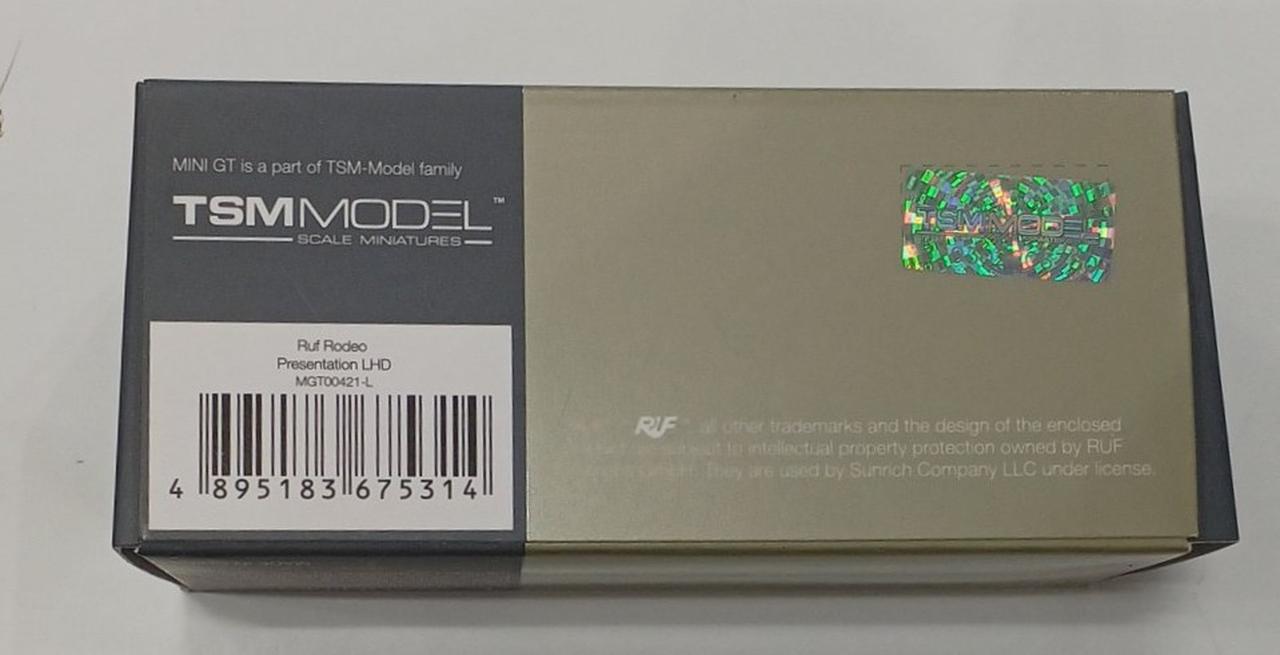 MINI GT is a part of TSM-Model family
TSMMODEL™
SCALE MINIATURES
Ruf Rodeo
Presentation LHD
MGT00421-L
4 895183 675314
TSMMODEL
RUF all other trademarks and the design of the enclosed
subject to intellectual property protection owned by RUF
They are used by Sunrich Company LLC under license.